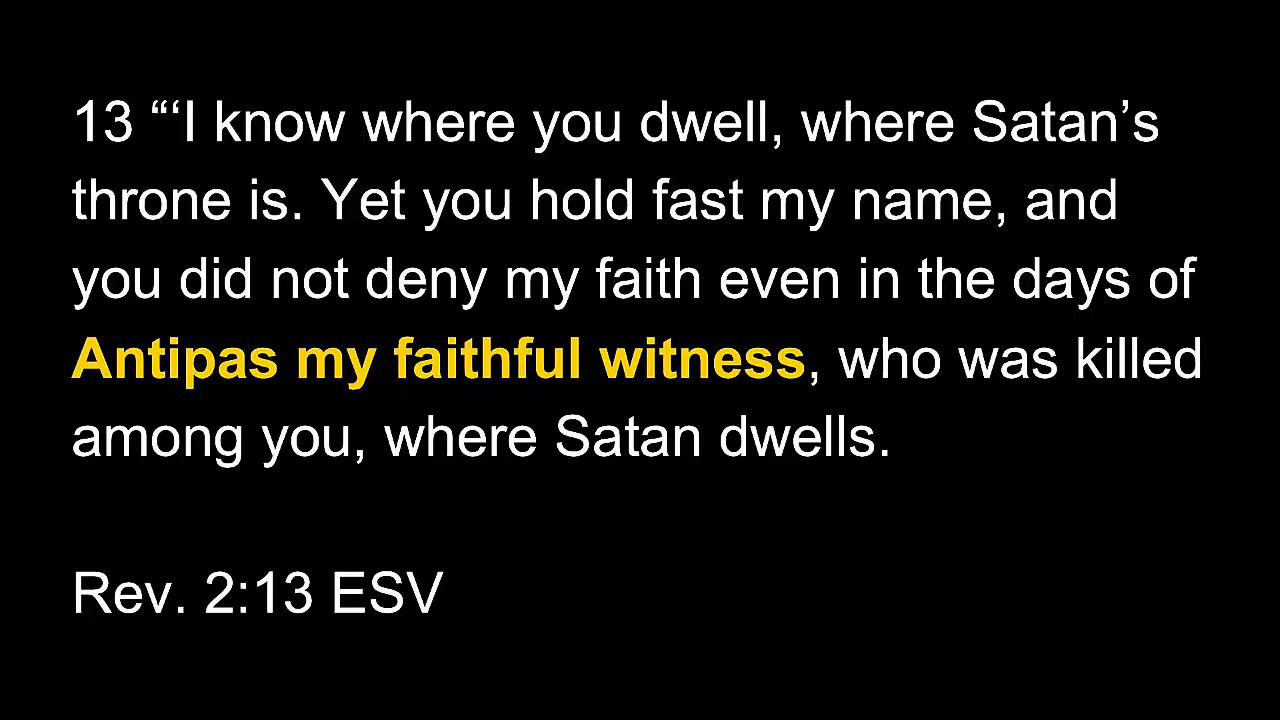 13 “‘I know where you dwell, where Satan’s
throne is. Yet you hold fast my name, and
you did not deny my faith even in the days of
Antipas my faithful witness, who was killed
among you, where Satan dwells.
Rev. 2:13 ESV